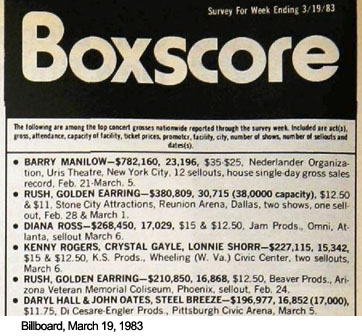 Survey For Week Ending 3/19/83
Boxscore
The following are among the top concert grosses nationwide reported through the survey week. Included are act(s),
gross, attendance, capacity of facility, ticket prices, promoter, facility, city, number of shows, number of sellouts and
dates(s).
• BARRY MANILOW—$782,160, 23,196, $35-$25, Nederlander Organiza-
tion, Uris Theatre, New York City, 12 sellouts, house single-day gross sales
record, Feb. 21-March. 5.
• RUSH, GOLDEN EARRING—$380,809, 30,715 (38,0000 capacity), $12.50
& $11, Stone City Attractions, Reunion Arena, Dallas, two shows, one sell-
out, Feb. 28 & March 1.
• DIANA ROSS—$268,450, 17,029, $15 & $12.50, Jam Prods., Omni, At-
lanta, sellout March 6.
• KENNY ROGERS, CRYSTAL GAYLE, LONNIE SHORR—$227,115, 15,342,
$15 & $12.50, K.S. Prods., Wheeling (W. Va.) Civic Center, two sellouts,
March 6.
• RUSH, GOLDEN EARRING—$210,850, 16,868, $12.50, Beaver Prods., Ari-
zona Veterans Memorial Coliseum, Phoenix, sellout, Feb. 24.
• DARYL HALL & JOHN OATES, STEEL BREEZE—$196,977, 16,852 (17,000),
$11.75, Di Cesare-Engler Prods., Pittsburgh Civic Arena, March 5.
Billboard, March 19, 1983